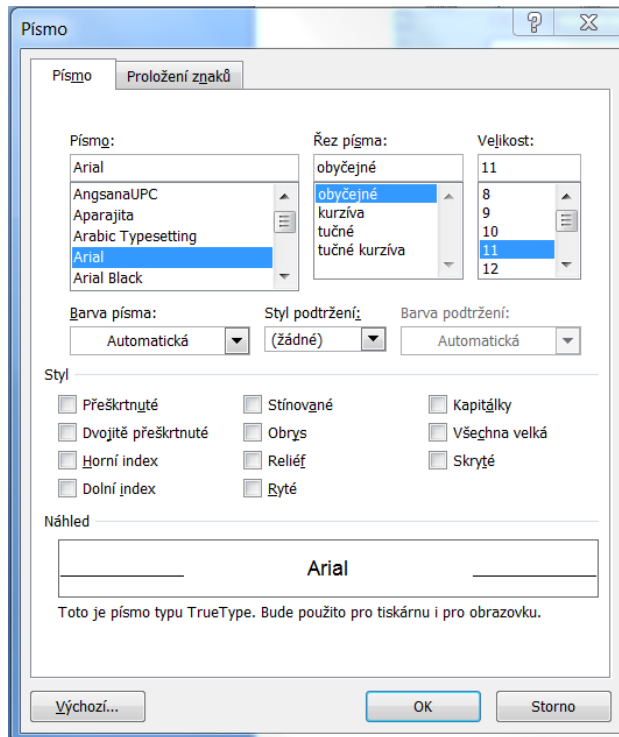 Písmo
Písmo Proložení znaků
Písmo: Řez písma: Velikost:
Arial obyčejné 11
AngsanaUPC obyčejné 8
Aparajita kurzíva 9
Arabic Typesetting tučné 10
Arial tučné kurzíva 11
Arial Black 12
Barva písma: Styl podtržení: Barva podtržení:
Automatická (žádné) Automatická
Styl
Přeškrtnuté Stínované Kapitálky
Dvojitě přeškrtnuté Obrys Všechna velká
Horní index Reliéf Skryté
Dolní index Ryté
Náhled
Arial
Toto je písmo typu TrueType. Bude použito pro tiskárnu i pro obrazovku.
Výchozí... OK Storno